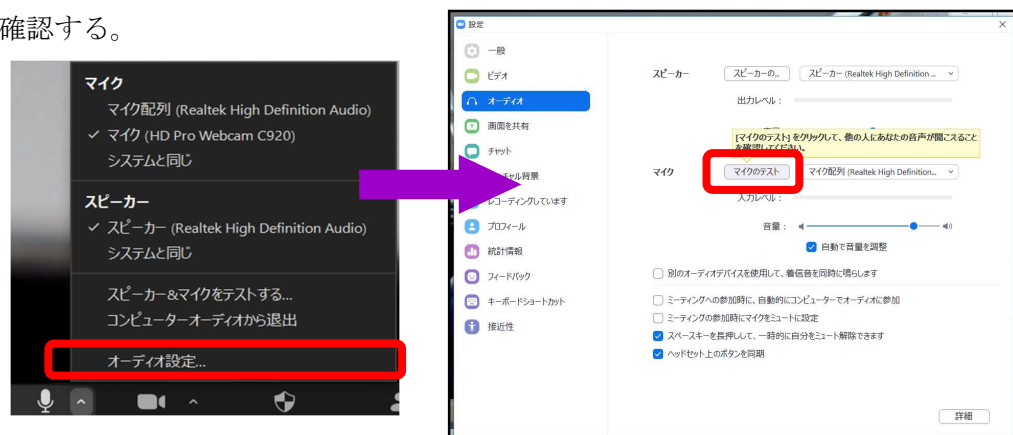 確認する。
マイク
マイク配列 (Realtek High Definition Audio)
✓ マイク (HD Pro Webcam C920)
システムと同じ
スピーカー
✓ スピーカー (Realtek High Definition Audio)
システムと同じ
スピーカー&マイクをテストする...
コンピューターオーディオから退出
オーディオ設定...
設定
一般
ビデオ
オーディオ
画面を共有
チャット
ャル背景
レコーディングしています
プロフィール
統計情報
フィードバック
キーボードショートカット
接近性
スピーカー スピーカーの... スピーカー (Realtek High Definition ...
出力レベル：
[マイクのテスト] をクリックして、他の人にあなたの音声が聞こえること
を確認してください。
マイク マイクのテスト マイク配列 (Realtek High Definition...
入力レベル：
音量：
自動で音量を調整
別のオーディオデバイスを使用して、着信音を同時に鳴らします
ミーティングへの参加時に、自動的にコンピューターでオーディオに参加
ミーティングの参加時にマイクをミュートに設定
スペースキーを長押しして、一時的に自分をミュート解除できます
ヘッドセット上のボタンを同期
詳細